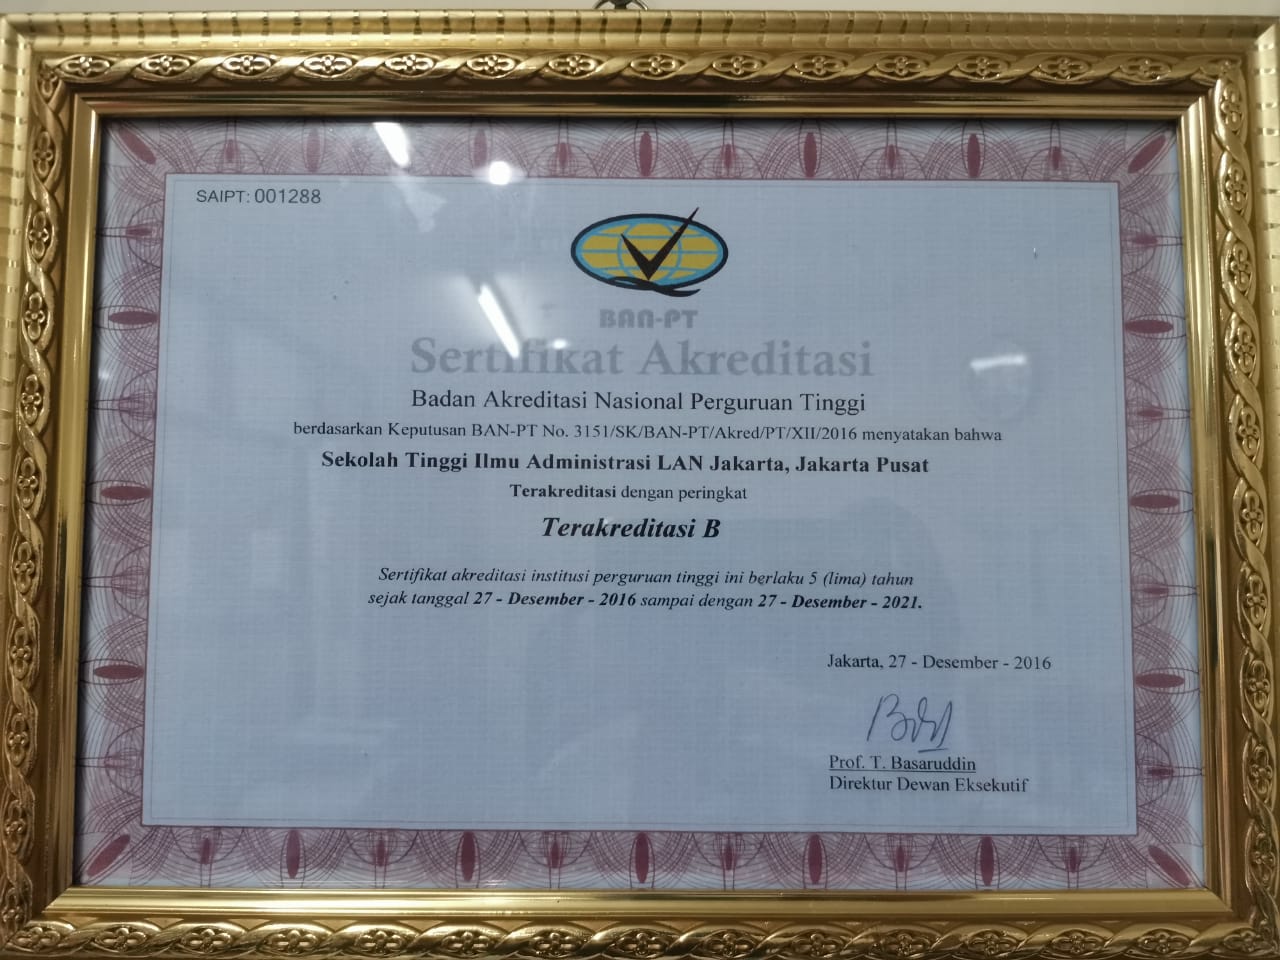 SAIPT: 001288
BAN-PT
Sertifikat Akreditasi
Badan Akreditasi Nasional Perguruan Tinggi
berdasarkan Keputusan BAN-PT No. 3151/SK/BAN-PT/Akred/PT/XII/2016 menyatakan bahwa
Sekolah Tinggi Ilmu Administrasi LAN Jakarta, Jakarta Pusat
Terakreditasi dengan peringkat
Terakreditasi B
Sertifikat akreditasi institusi perguruan tinggi ini berlaku 5 (lima) tahun
sejak tanggal 27 - Desember - 2016 sampai dengan 27 - Desember - 2021.
Jakarta, 27 - Desember - 2016
Prof. T. Basaruddin
Direktur Dewan Eksekutif